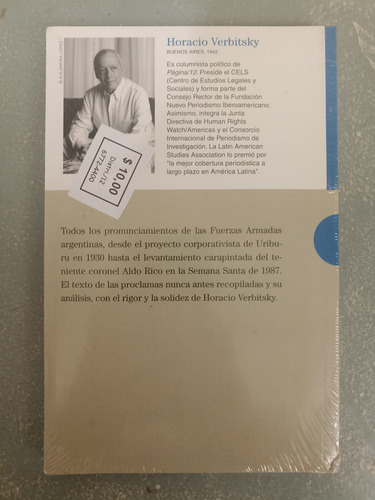 Horacio Verbitsky
BUENOS AIRES, 1942
Es columnista político de
Página/12. Preside el CELS
(Centro de Estudios Legales y
Sociales) y forma parte del
Consejo Rector de la Fundación
Nuevo Periodismo Iberoamericano.
Asimismo, integra la Junta
Directiva de Human Rights
Watch/Americas y el Consorcio
Internacional de Periodismo de
Investigación. La Latin American
Studies Association lo premió por
"la mejor cobertura periodística a
largo plazo en América Latina".
$ 10,00
Distri./12
6772-4400
Todos los pronunciamientos de las Fuerzas Armadas
argentinas, desde el proyecto corporativista de Uribu-
ru en 1930 hasta el levantamiento carapintada del te-
niente coronel Aldo Rico en la Semana Santa de 1987.
El texto de las proclamas nunca antes recopiladas y su
análisis, con el rigor y la solidez de Horacio Verbitsky.